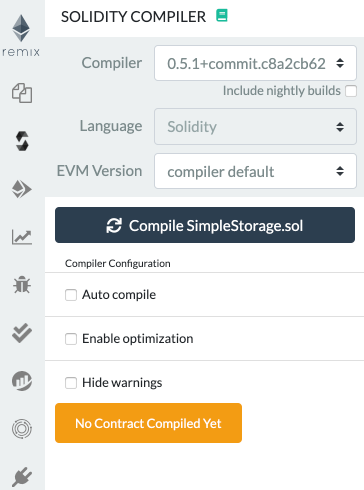 SOLIDITY COMPILER
remix
Compiler
0.5.1+commit.c8a2cb62
Include nightly builds
Language
Solidity
EVM Version
compiler default
Compile SimpleStorage.sol
Compiler Configuration
Auto compile
Enable optimization
Hide warnings
No Contract Compiled Yet